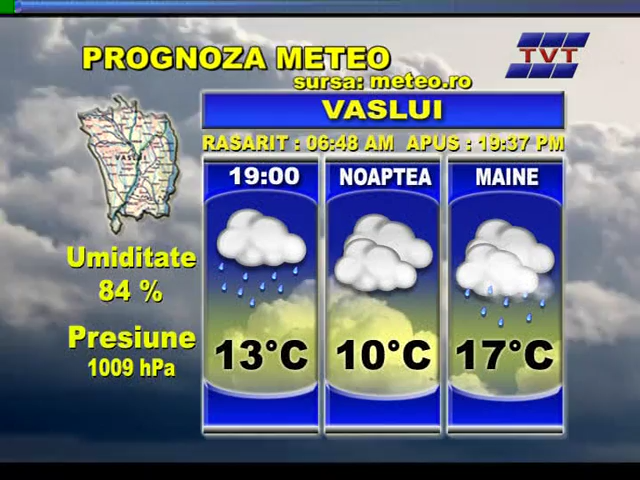 PROGNOZA METEO
sursa: meteo.ro
TVT
VASLUI
RASARIT : 06:48 AM APUS : 19:37 PM
VASLUI
19:00
NOAPTEA
MAINE
Umiditate
84 %
Presiune
1009 hPa
13°C
10°C
17°C